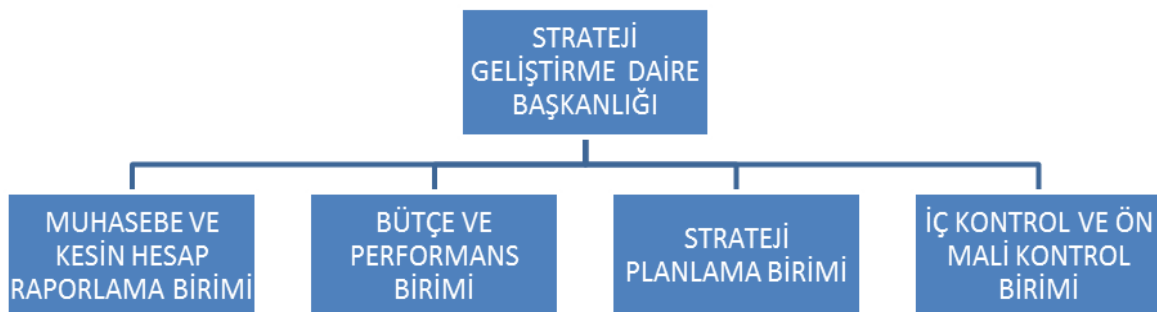 STRATEJİ
GELİŞTİRME DAİRE
BAŞKANLIĞI
MUHASEBE VE
KESİN HESAP
RAPORLAMA BİRİMİ
BÜTÇE VE
PERFORMANS
BİRİMİ
STRATEJİ
PLANLAMA BİRİMİ
İÇ KONTROL VE ÖN
MALİ KONTROL
BİRİMİ